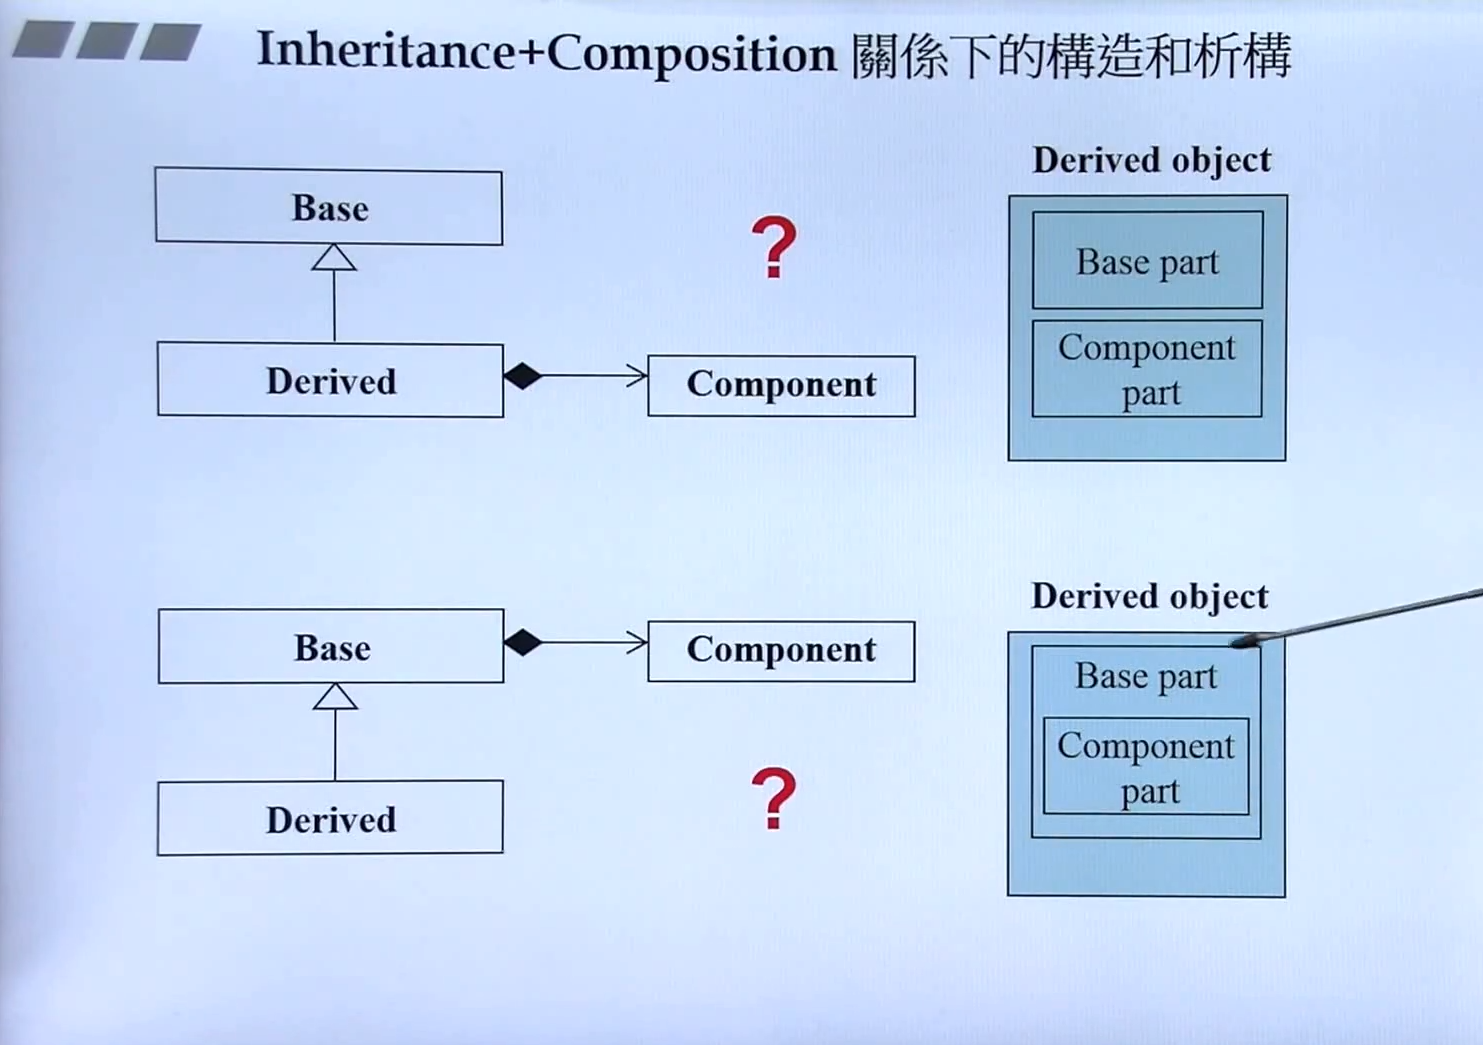 Inheritance+Composition 關係下的構造和析構
Base
?
Derived
Component
Derived object
Base part
Component
part
Base
Component
Derived
?
Derived object
Base part
Component
part